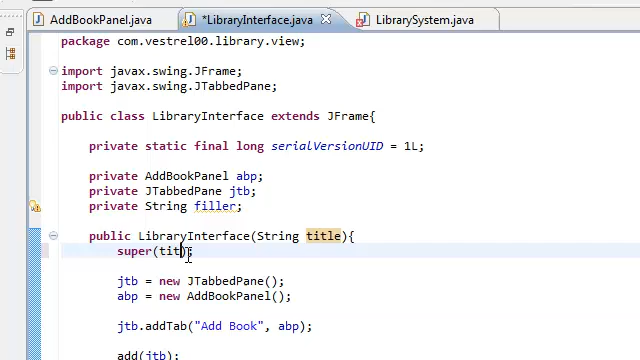 AddBookPanel.java *LibraryInterface.java LibrarySystem.java
package com.vestrel00.library.view;
import javax.swing.JFrame;
import javax.swing.JTabbedPane;
public class LibraryInterface extends JFrame{
private static final long serialVersionUID = 1L;
private AddBookPanel abp;
private JTabbedPane jtb;
private String filler;
public LibraryInterface(String title){
super(tit);
jtb = new JTabbedPane();
abp = new AddBookPanel();
jtb.addTab("Add Book", abp);
add(jtb);